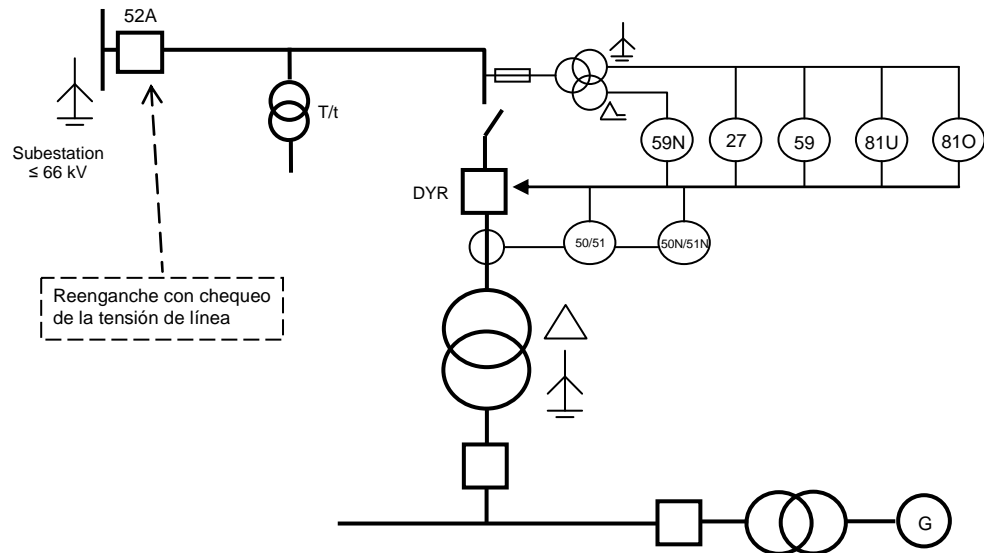 52A
T/t
Subestation
≤ 66 kV
59N
27
59
81U
81O
DYR
50/51
50N/51N
Reenganche con chequeo
de la tensión de línea
G